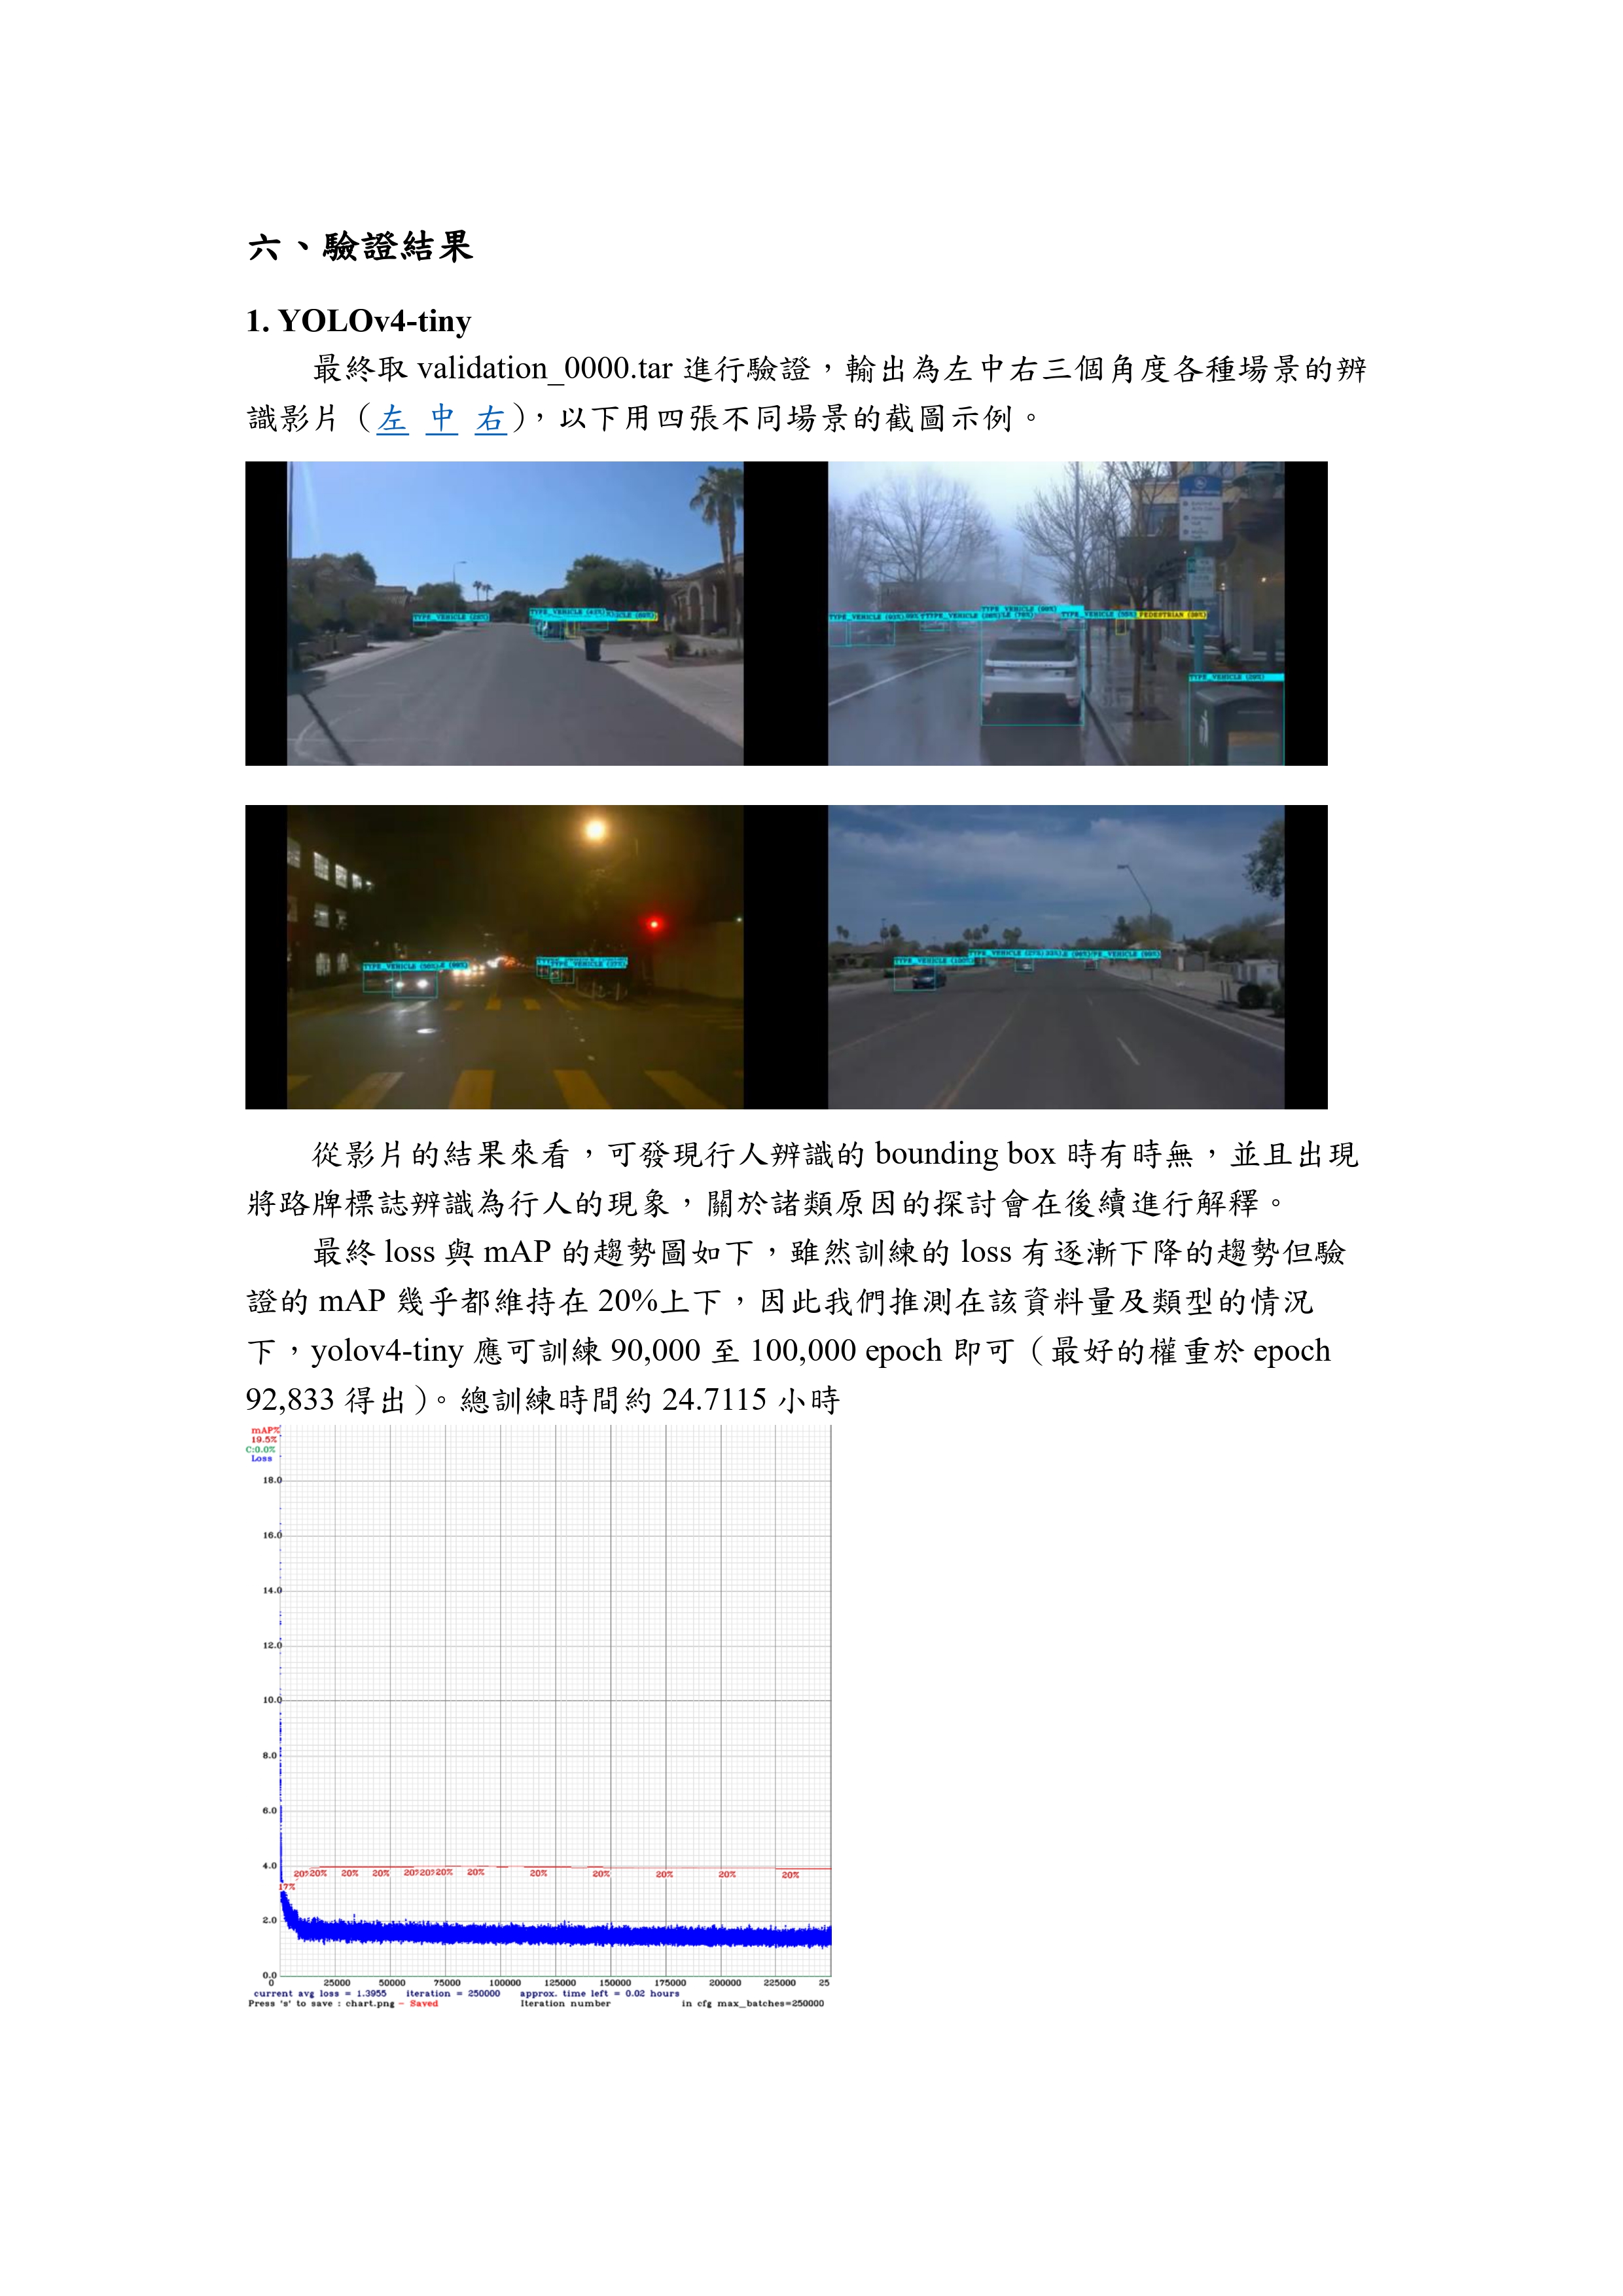 六、驗證結果
1. YOLOv4-tiny
最終取 validation_0000.tar 進行驗證，輸出為左中右三個角度各種場景的辨
識影片（左 中 右），以下用四張不同場景的截圖示例。
TYPE_VEHICLE
TYPE_VEHICLE
TYPE_VEHICLE
TYPE_VEHICLE
PEDESTRIAN
TYPE_VEHICLE
TYPE_VEHICLE
TYPE_VEHICLE
TYPE_VEHICLE
TYPE_VEHICLE
從影片的結果來看，可發現行人辨識的 bounding box 時有時無，並且出現
將路牌標誌辨識為行人的現象，關於諸類原因的探討會在後續進行解釋。
最終 loss 與 mAP 的趨勢圖如下，雖然訓練的 loss 有逐漸下降的趨勢但驗
證的 mAP 幾乎都維持在 20%上下，因此我們推測在該資料量及類型的情況
下，yolov4-tiny 應可訓練 90,000 至 100,000 epoch 即可（最好的權重於 epoch
92,833 得出）。總訓練時間約 24.7115 小時
mAP%
19.5%
C:0.0%
Loss
18.0
16.0
14.0
12.0
10.0
8.0
6.0
4.0
20% 20% 20% 20% 20% 20% 20% 20% 20% 20% 20% 20% 20%
17%
2.0
0.0
0 25000 50000 75000 100000 125000 150000 175000 200000 225000 25
current avg loss = 1.3955 iteration = 250000 approx. time left = 0.02 hours
Press 's' to save : chart.png - Saved Iteration number in cfg max_batches=250000